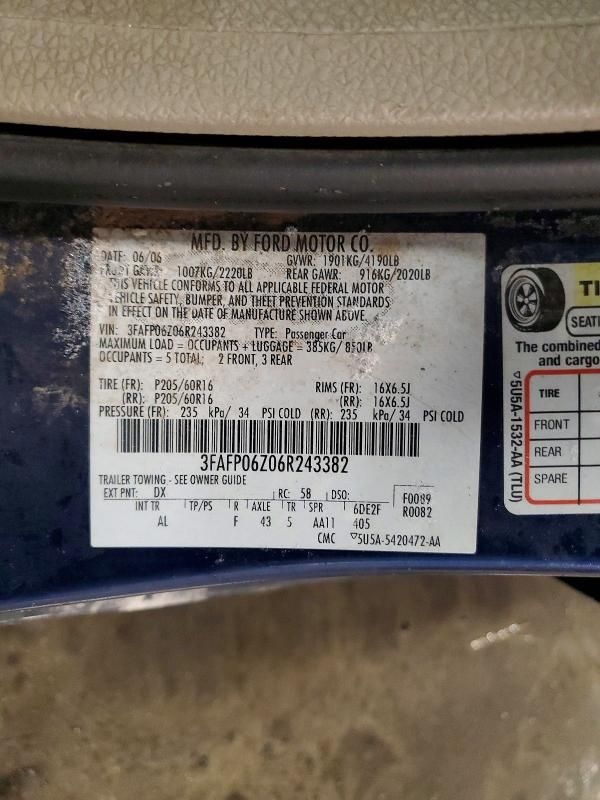 MFD. BY FORD MOTOR CO.
DATE: 06/06 GVWR: 1901KG/4190LB
FRONT GAWR: 1007KG/2220LB REAR GAWR: 916KG/2020LB
THIS VEHICLE CONFORMS TO ALL APPLICABLE FEDERAL MOTOR
VEHICLE SAFETY, BUMPER, AND THEFT PREVENTION STANDARDS
IN EFFECT ON THE DATE OF MANUFACTURE SHOWN ABOVE.
VIN: 3FAFP06Z06R243382 TYPE: Passenger Car
MAXIMUM LOAD = OCCUPANTS + LUGGAGE = 385KG/ 850LB
OCCUPANTS = 5 TOTAL: 2 FRONT, 3 REAR
TIRE (FR): P205/60R16 RIMS (FR): 16X6.5J
(RR): P205/60R16 (RR): 16X6.5J
PRESSURE (FR): 235 kPa/ 34 PSI COLD (RR): 235 kPa/ 34 PSI COLD
3FAFP06Z06R243382
TRAILER TOWING - SEE OWNER GUIDE
EXT PNT: DX RC: 58 DSO: F0089
INT TR TP/PS R AXLE TR SPR 6DE2F R0082
AL F 43 5 AA11 405
CMC ▽5U5A-5420472-AA
TI
SEATI
The combined
and cargo
TIRE
FRONT
REAR
SPARE
▽5U5A-1532-AA (TLU)